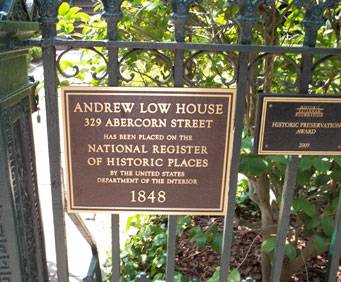 ANDREW LOW HOUSE
329 ABERCORN STREET
HAS BEEN PLACED ON THE
NATIONAL REGISTER
OF HISTORIC PLACES
BY THE UNITED STATES
DEPARTMENT OF THE INTERIOR
1848
HISTORIC PRESERVATION
AWARD
2009